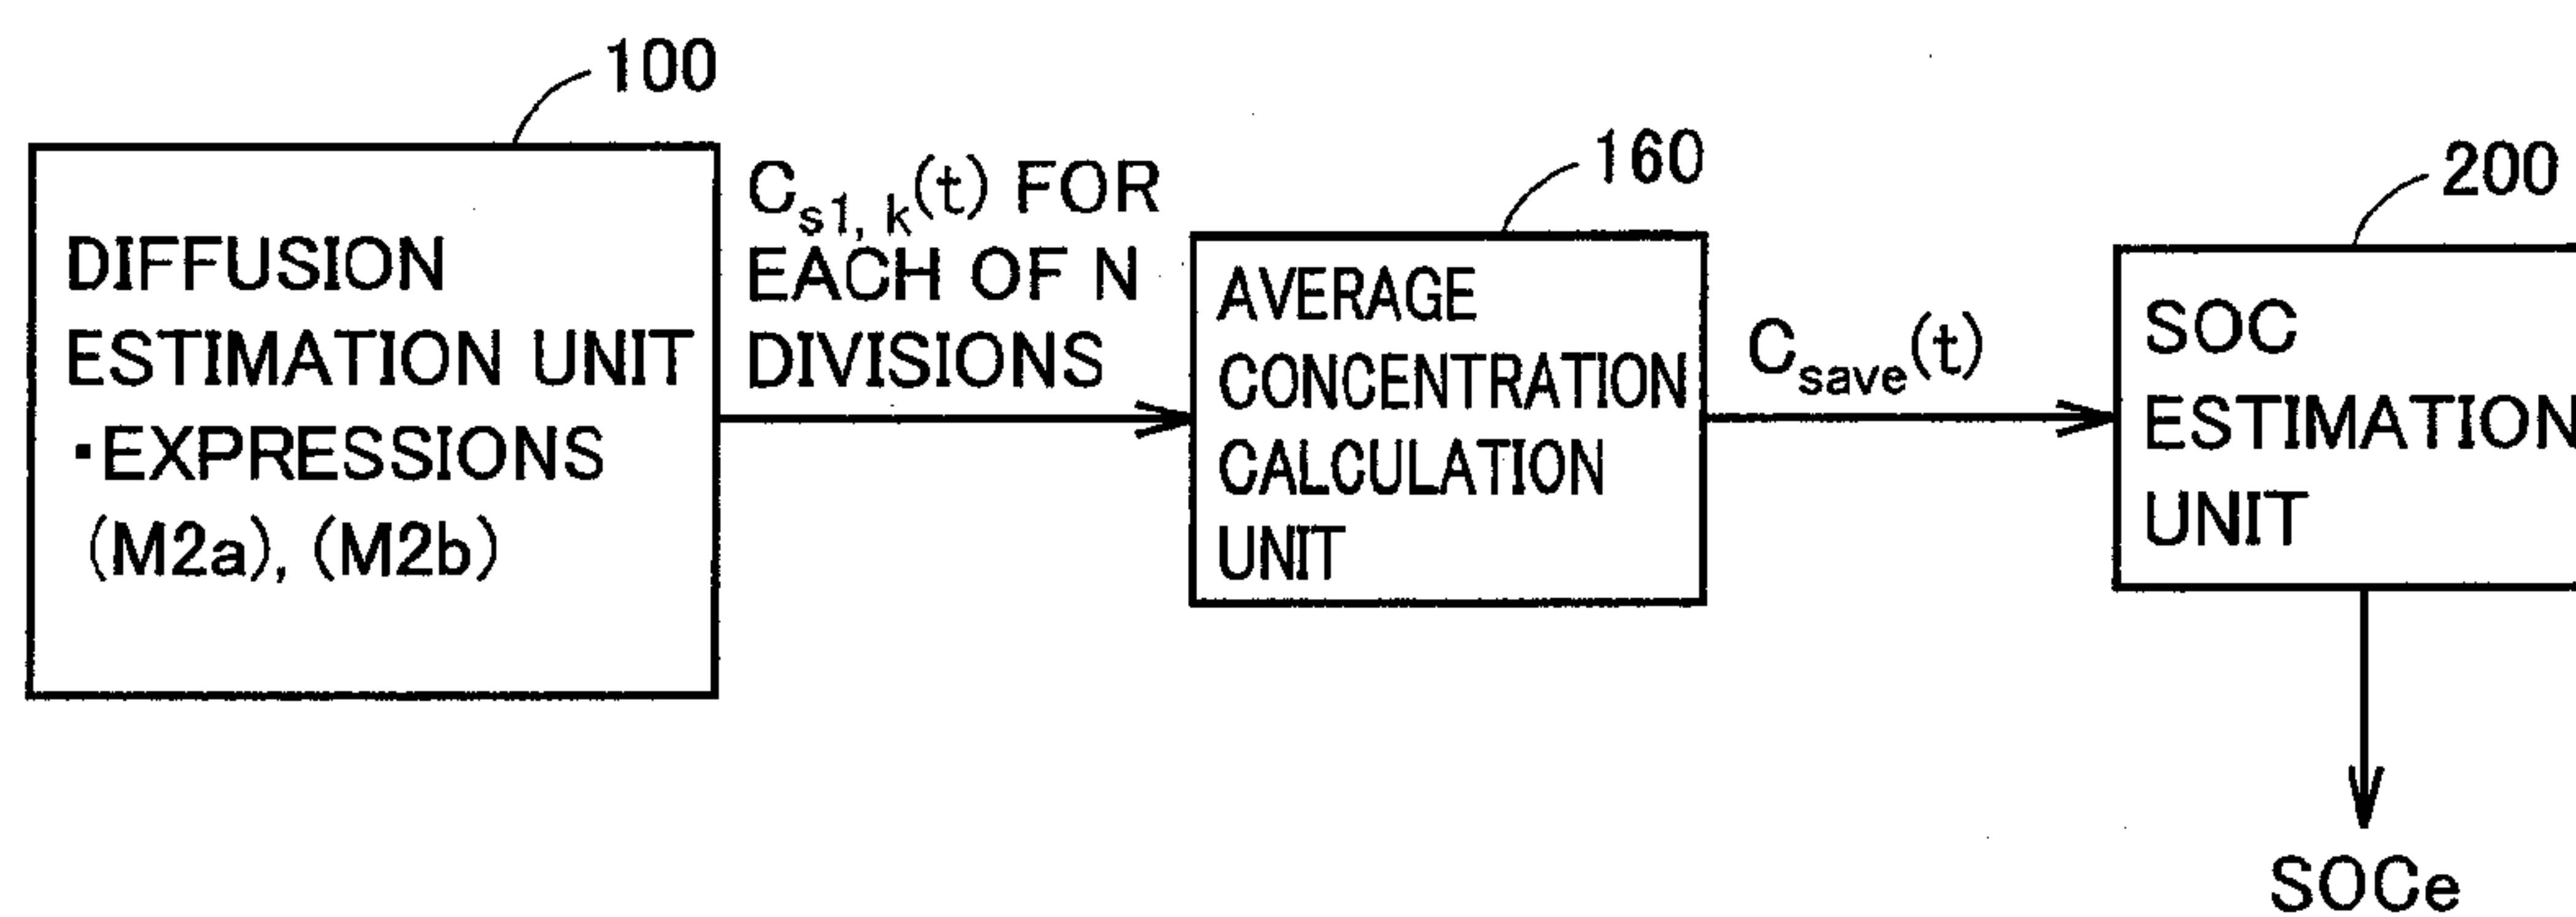 100
DIFFUSION
ESTIMATION UNIT
・EXPRESSIONS
(M2a), (M2b)
Cs1, k(t) FOR
EACH OF N
DIVISIONS
160
AVERAGE
CONCENTRATION
CALCULATION
UNIT
Csave(t)
200
SOC
ESTIMATION
UNIT
SOCe